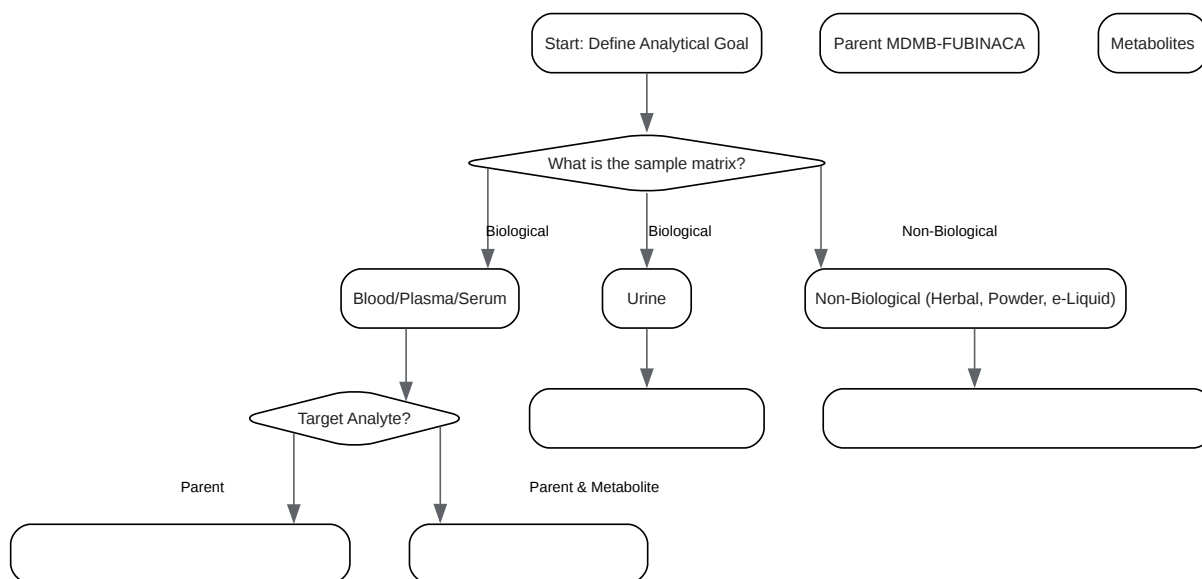 Start: Define Analytical Goal
Parent MDMB-FUBINACA
Metabolites
What is the sample matrix?
Biological
Biological
Non-Biological
Blood/Plasma/Serum
Urine
Non-Biological (Herbal, Powder, e-Liquid)
Target Analyte?
Parent
Parent & Metabolite